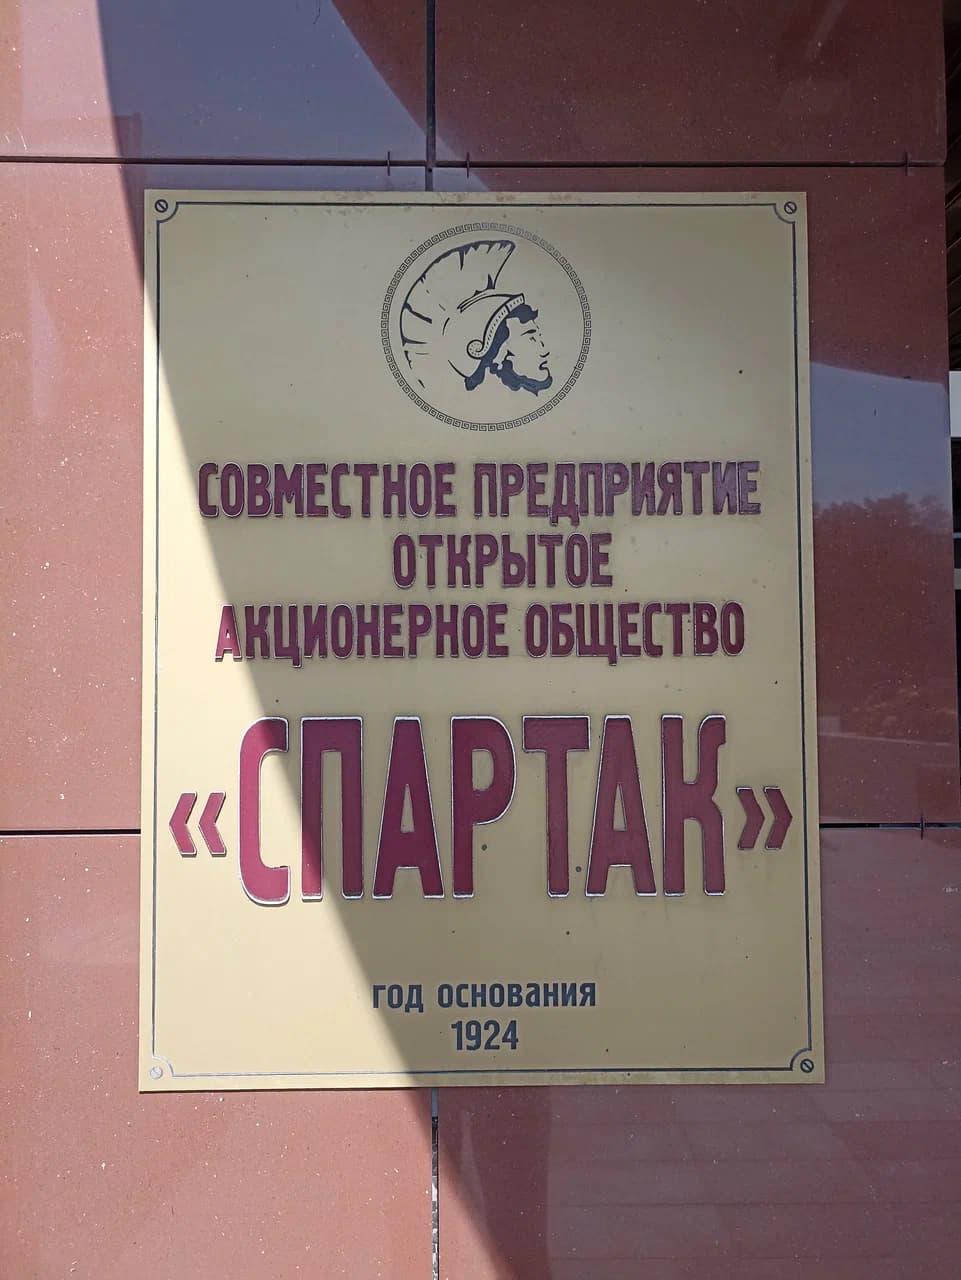 СОВМЕСТНОЕ ПРЕДПРИЯТИЕ
ОТКРЫТОЕ
АКЦИОНЕРНОЕ ОБЩЕСТВО
«СПАРТАК»
год основания
1924